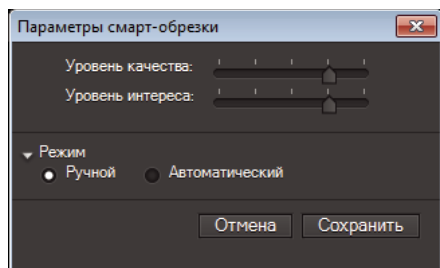 Параметры смарт-обрезки
Уровень качества:
Уровень интереса:
Режим
Ручной Автоматический
Отмена Сохранить